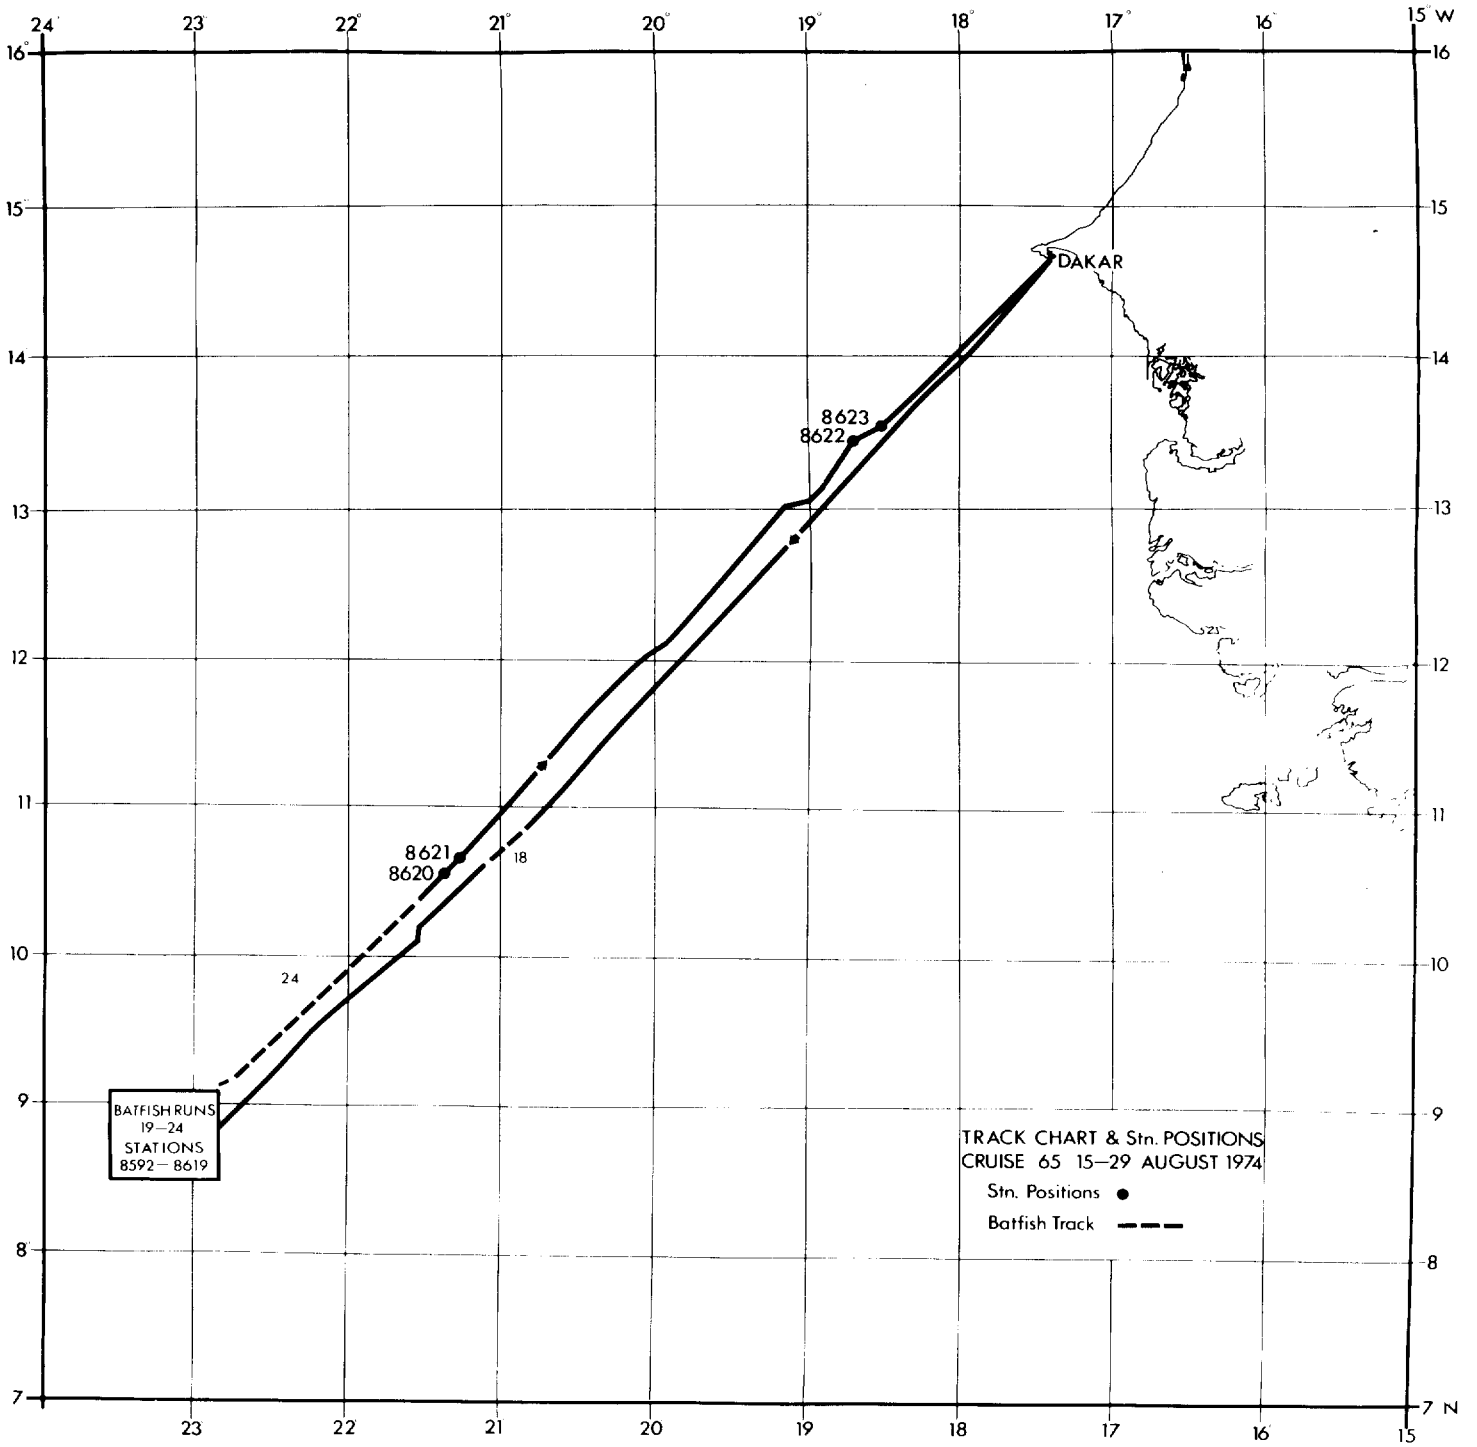 24° 23° 22° 21° 20° 19° 18° 17° 16° 15° W
16° 16
15° 15
DAKAR
14 14
8623
8622
13 13
12 12
11 11
18
8621
8620
10 10
24
9 9
BATFISH RUNS
19—24
STATIONS
8592—8619
TRACK CHART & Stn. POSITIONS
CRUISE 65 15—29 AUGUST 1974
Stn. Positions
Batfish Track
8 8
7 7 N
23 22 21 20 19 18 17 16 15